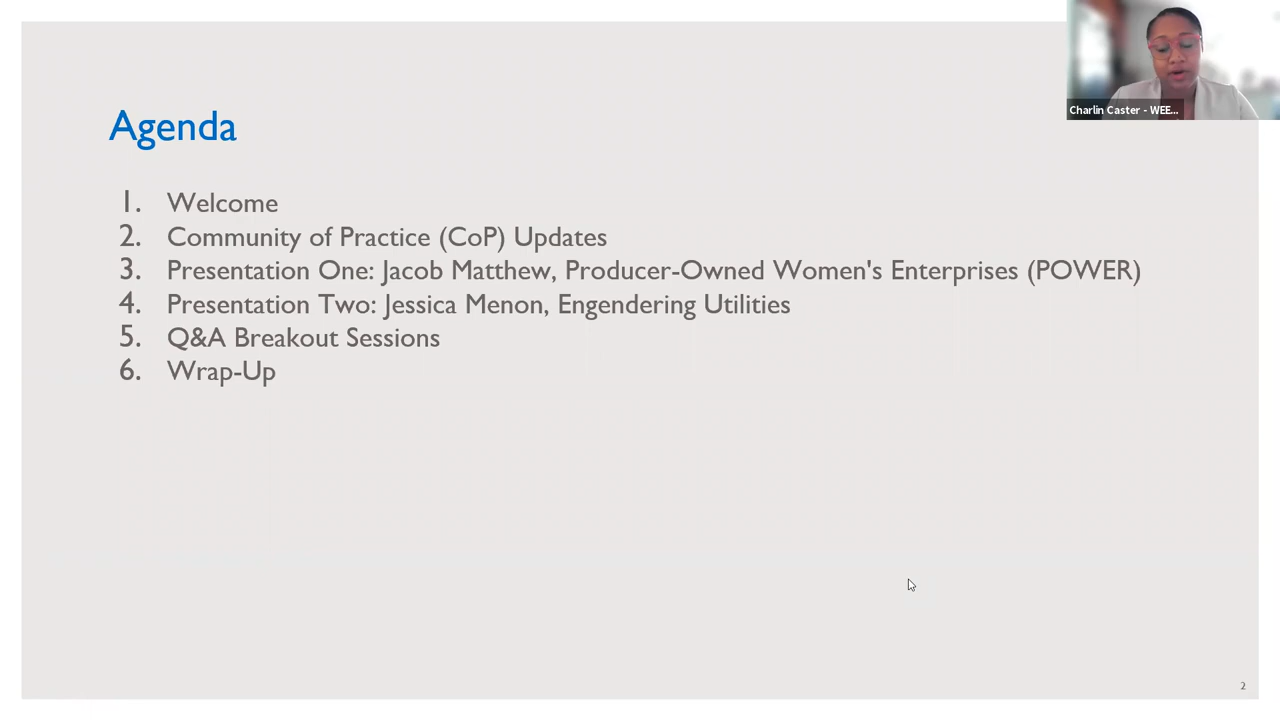 Charlin Caster - WEE...
Agenda
1. Welcome
2. Community of Practice (CoP) Updates
3. Presentation One: Jacob Matthew, Producer-Owned Women's Enterprises (POWER)
4. Presentation Two: Jessica Menon, Engendering Utilities
5. Q&A Breakout Sessions
6. Wrap-Up
2